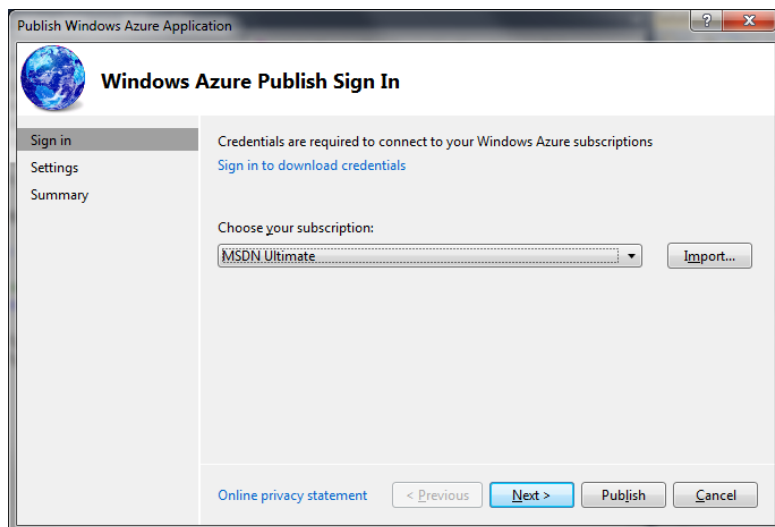 Publish Windows Azure Application
?
Windows Azure Publish Sign In
Sign in
Settings
Summary
Credentials are required to connect to your Windows Azure subscriptions
Sign in to download credentials
Choose your subscription:
MSDN Ultimate
Import...
Online privacy statement
< Previous
Next >
Publish
Cancel